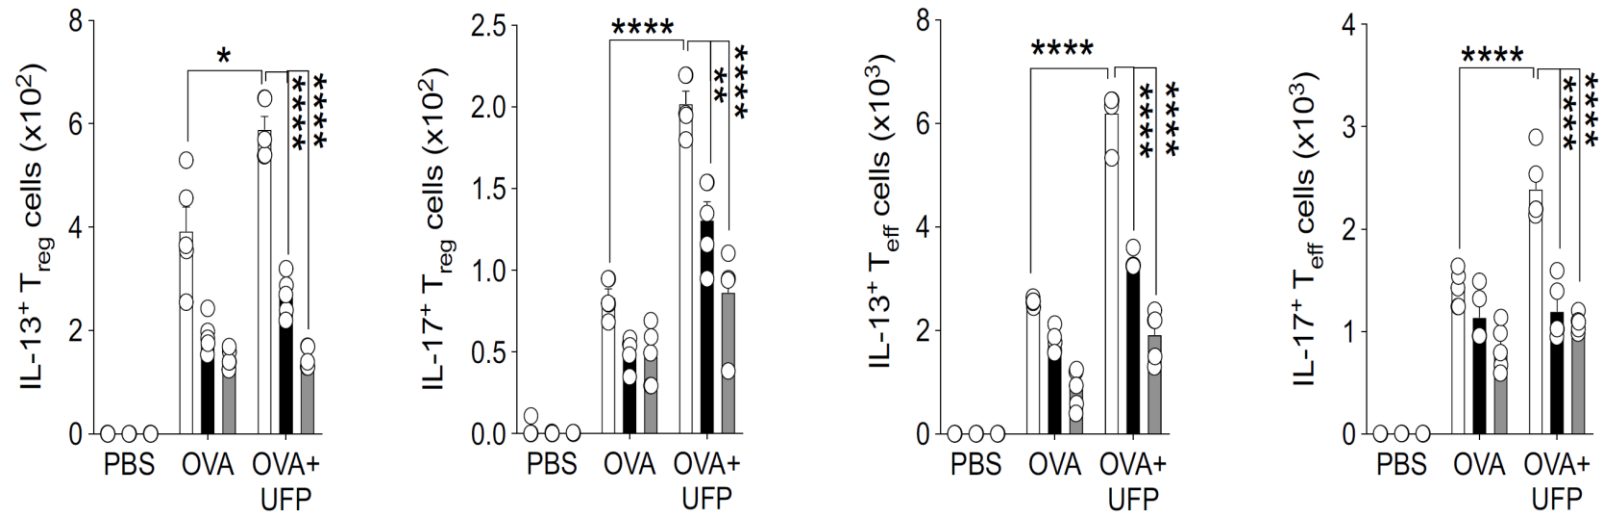 IL-13+ Treg cells (x102)
8
6
4
2
0
*
****
****
PBS
OVA
OVA+
UFP
IL-17+ Treg cells (x102)
2.5
2.0
1.5
1.0
0.5
0.0
****
**
****
PBS
OVA
OVA+
UFP
IL-13+ Teff cells (x103)
8
6
4
2
0
****
****
****
PBS
OVA
OVA+
UFP
IL-17+ Teff cells (x103)
4
3
2
1
0
****
****
****
PBS
OVA
OVA+
UFP